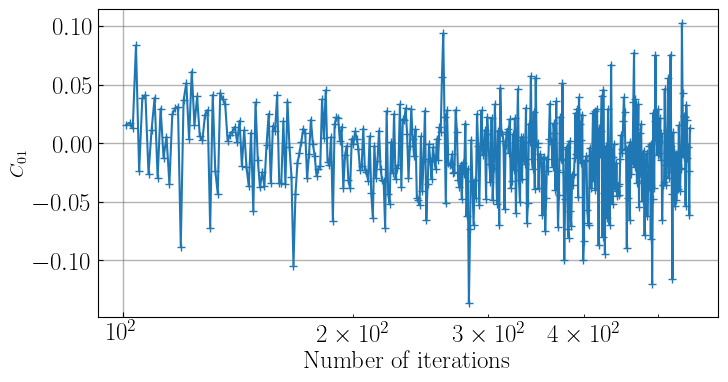 0.10
0.05
0.00
−0.05
−0.10
C₀₁
10² 2 × 10² 3 × 10² 4 × 10²
Number of iterations